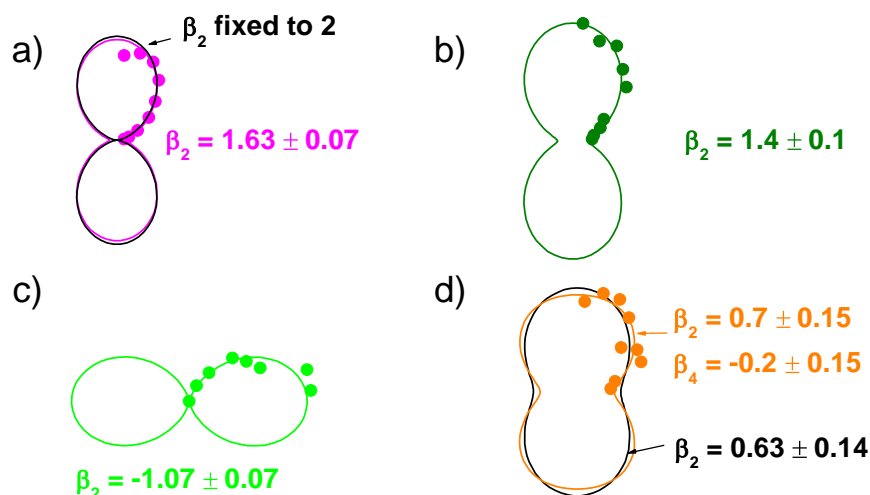 a)
β2 fixed to 2
β2 = 1.63 ± 0.07
b)
β2 = 1.4 ± 0.1
c)
β2 = -1.07 ± 0.07
d)
β2 = 0.7 ± 0.15
β4 = -0.2 ± 0.15
β2 = 0.63 ± 0.14